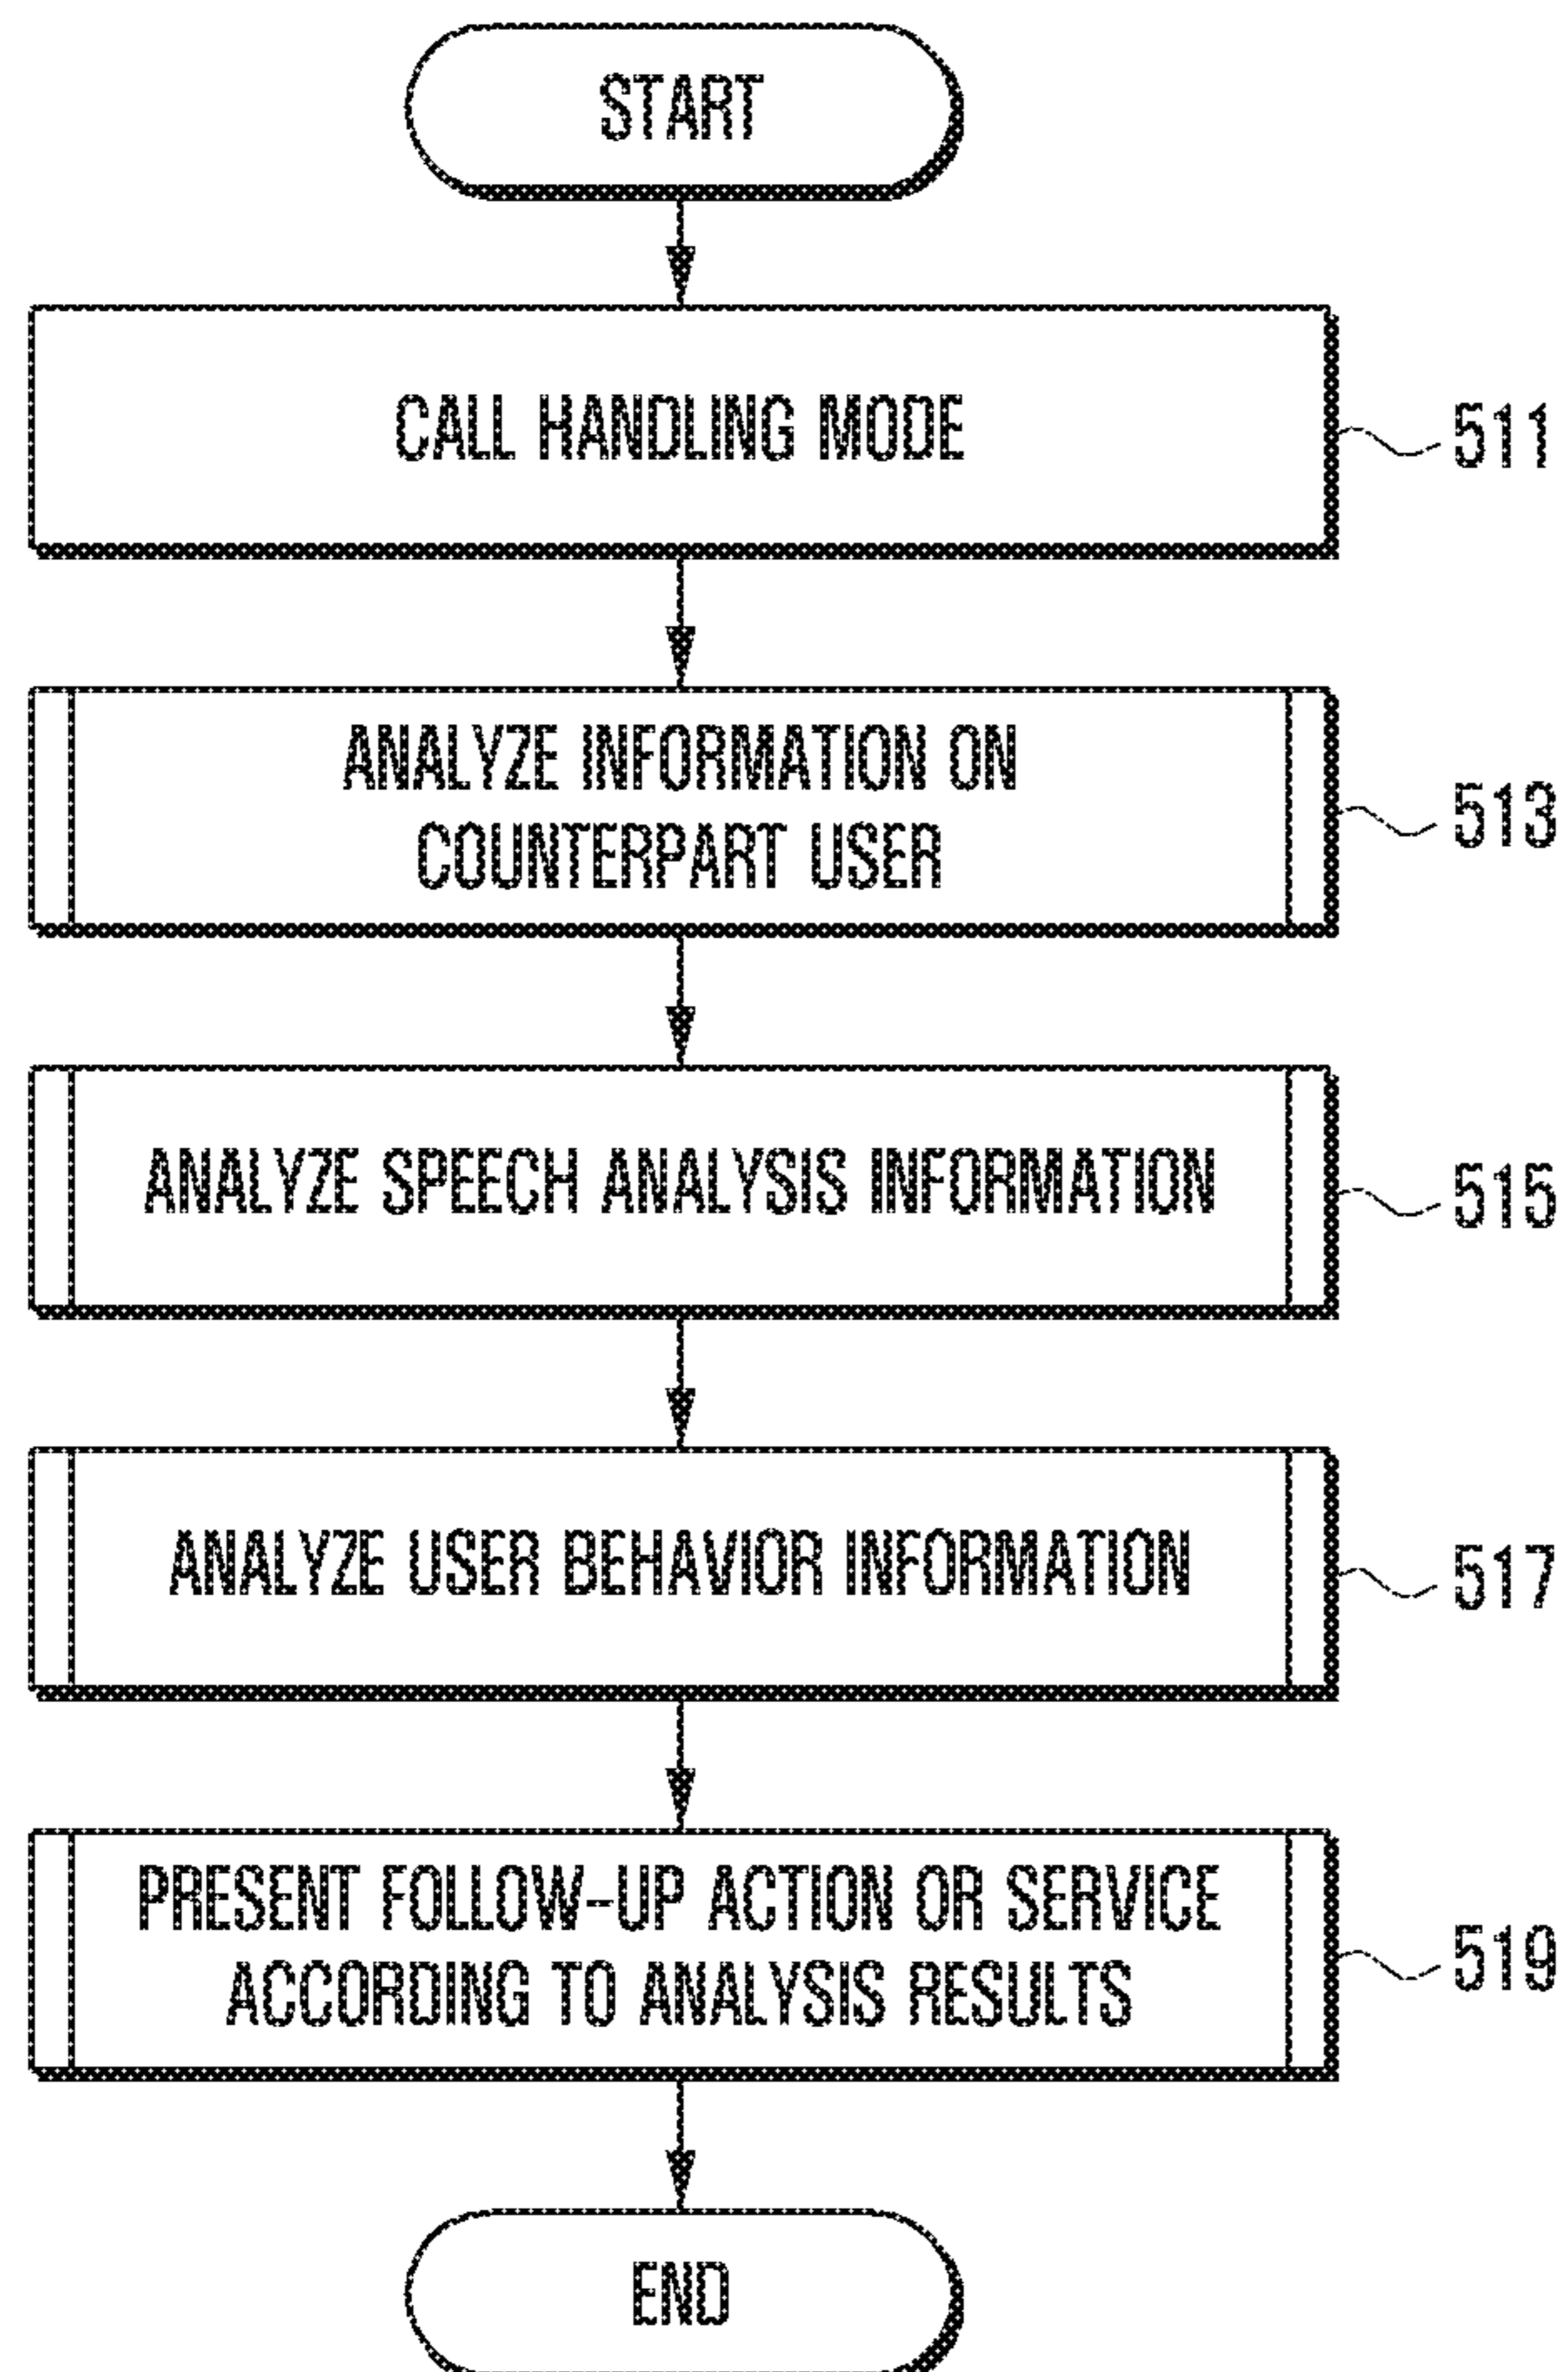 START
CALL HANDLING MODE
511
ANALYZE INFORMATION ON
COUNTERPART USER
513
ANALYZE SPEECH ANALYSIS INFORMATION
515
ANALYZE USER BEHAVIOR INFORMATION
517
PRESENT FOLLOW-UP ACTION OR SERVICE
ACCORDING TO ANALYSIS RESULTS
519
END